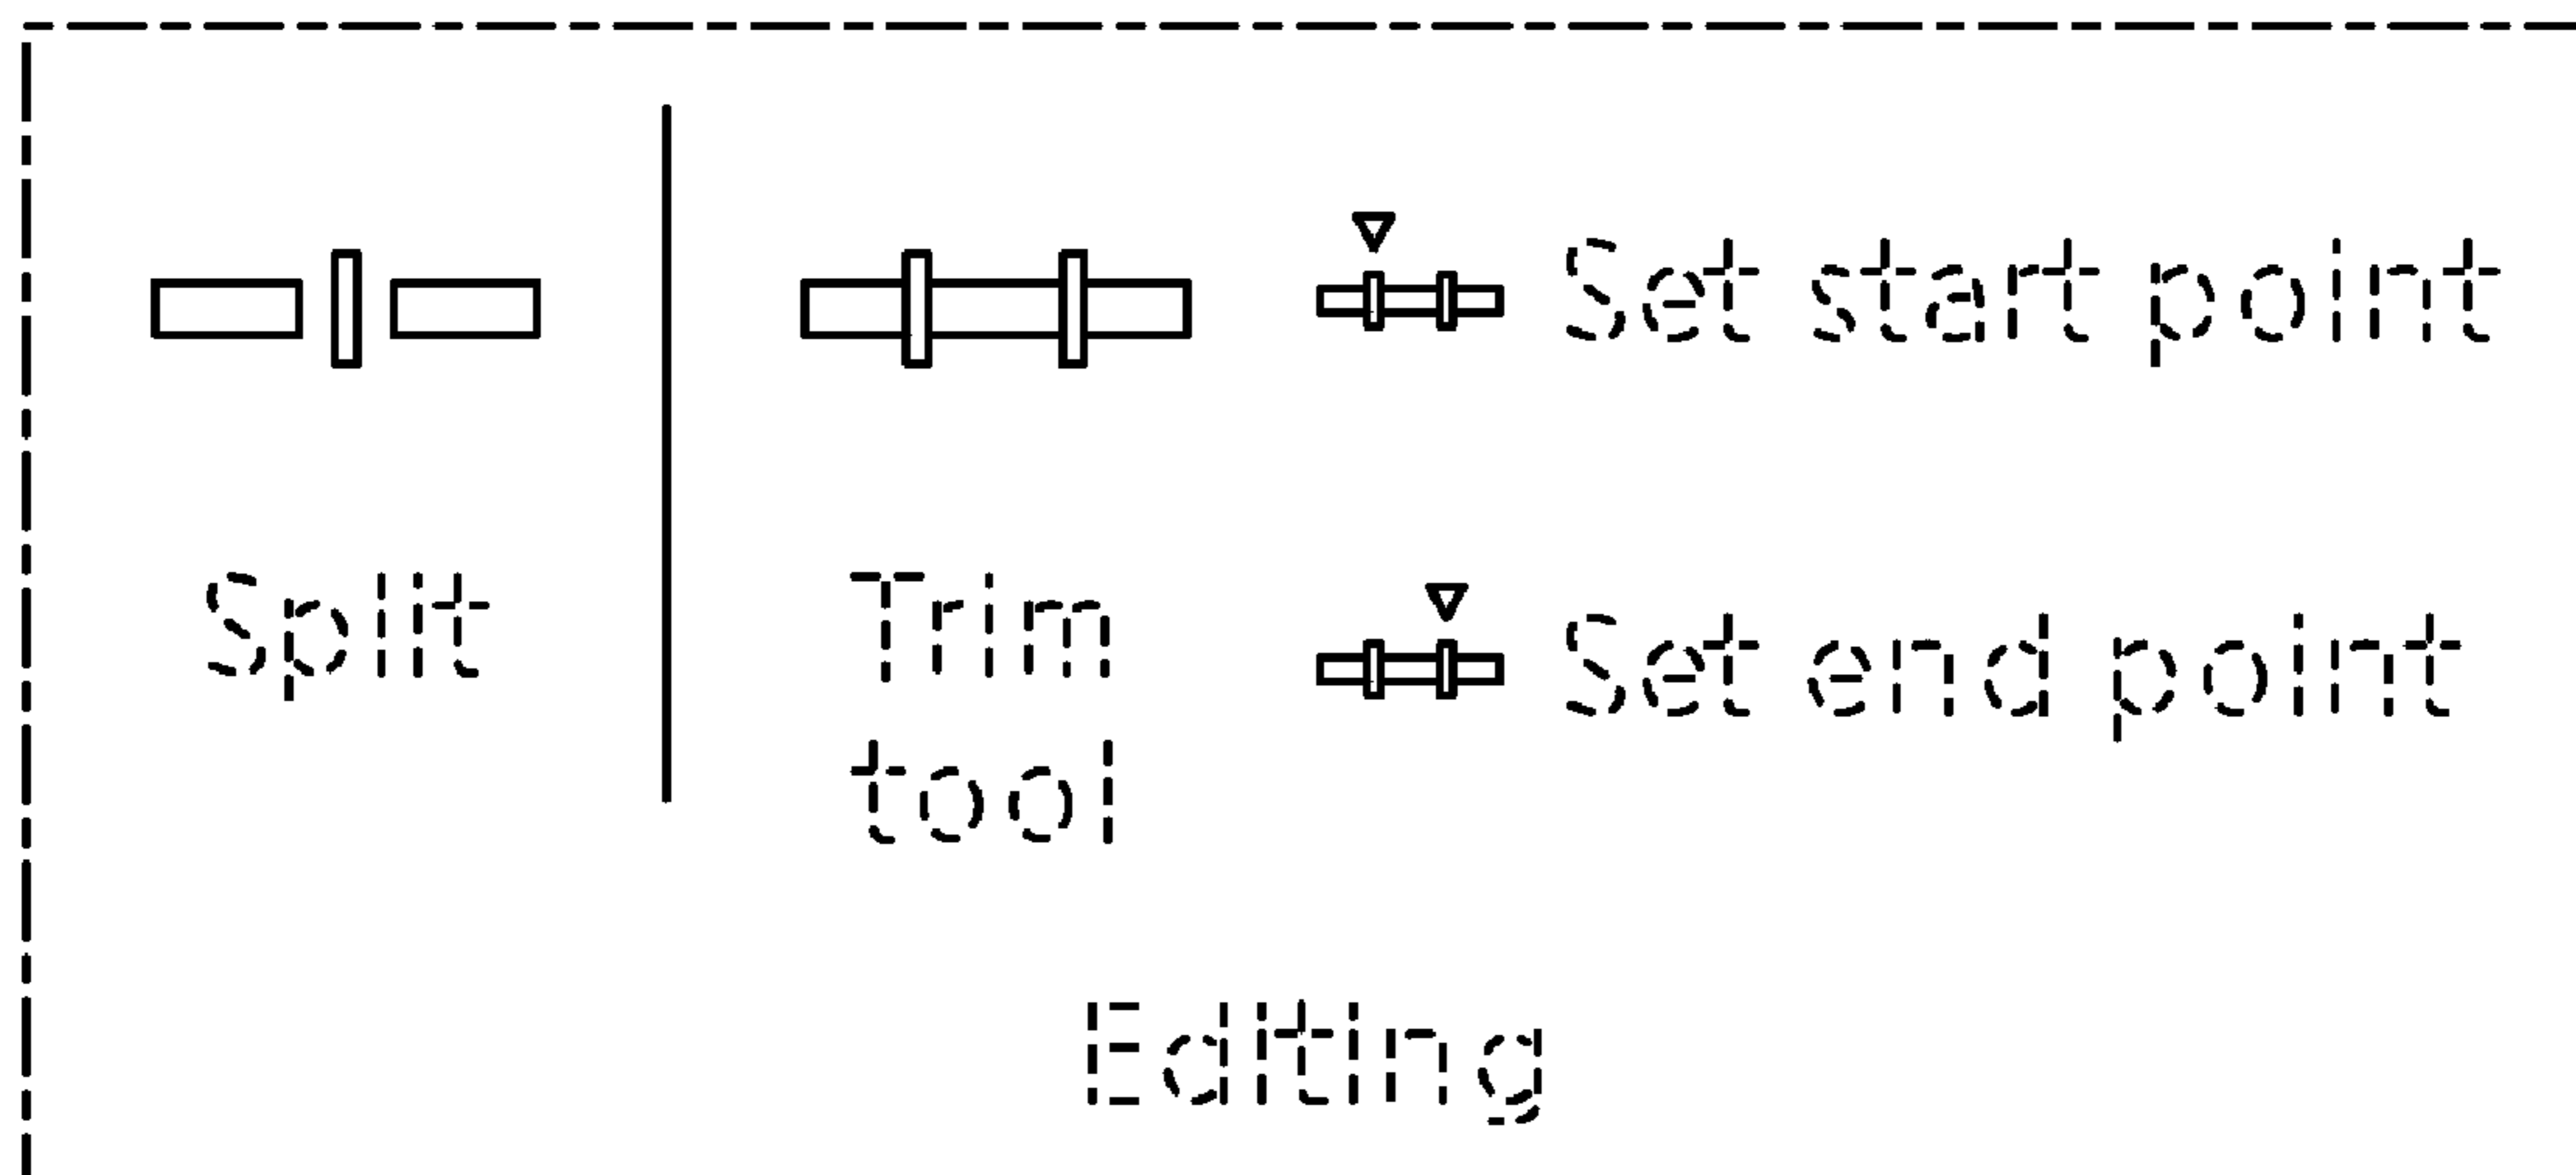 Set start point
Split
Trim
tool
Set end point
Editing